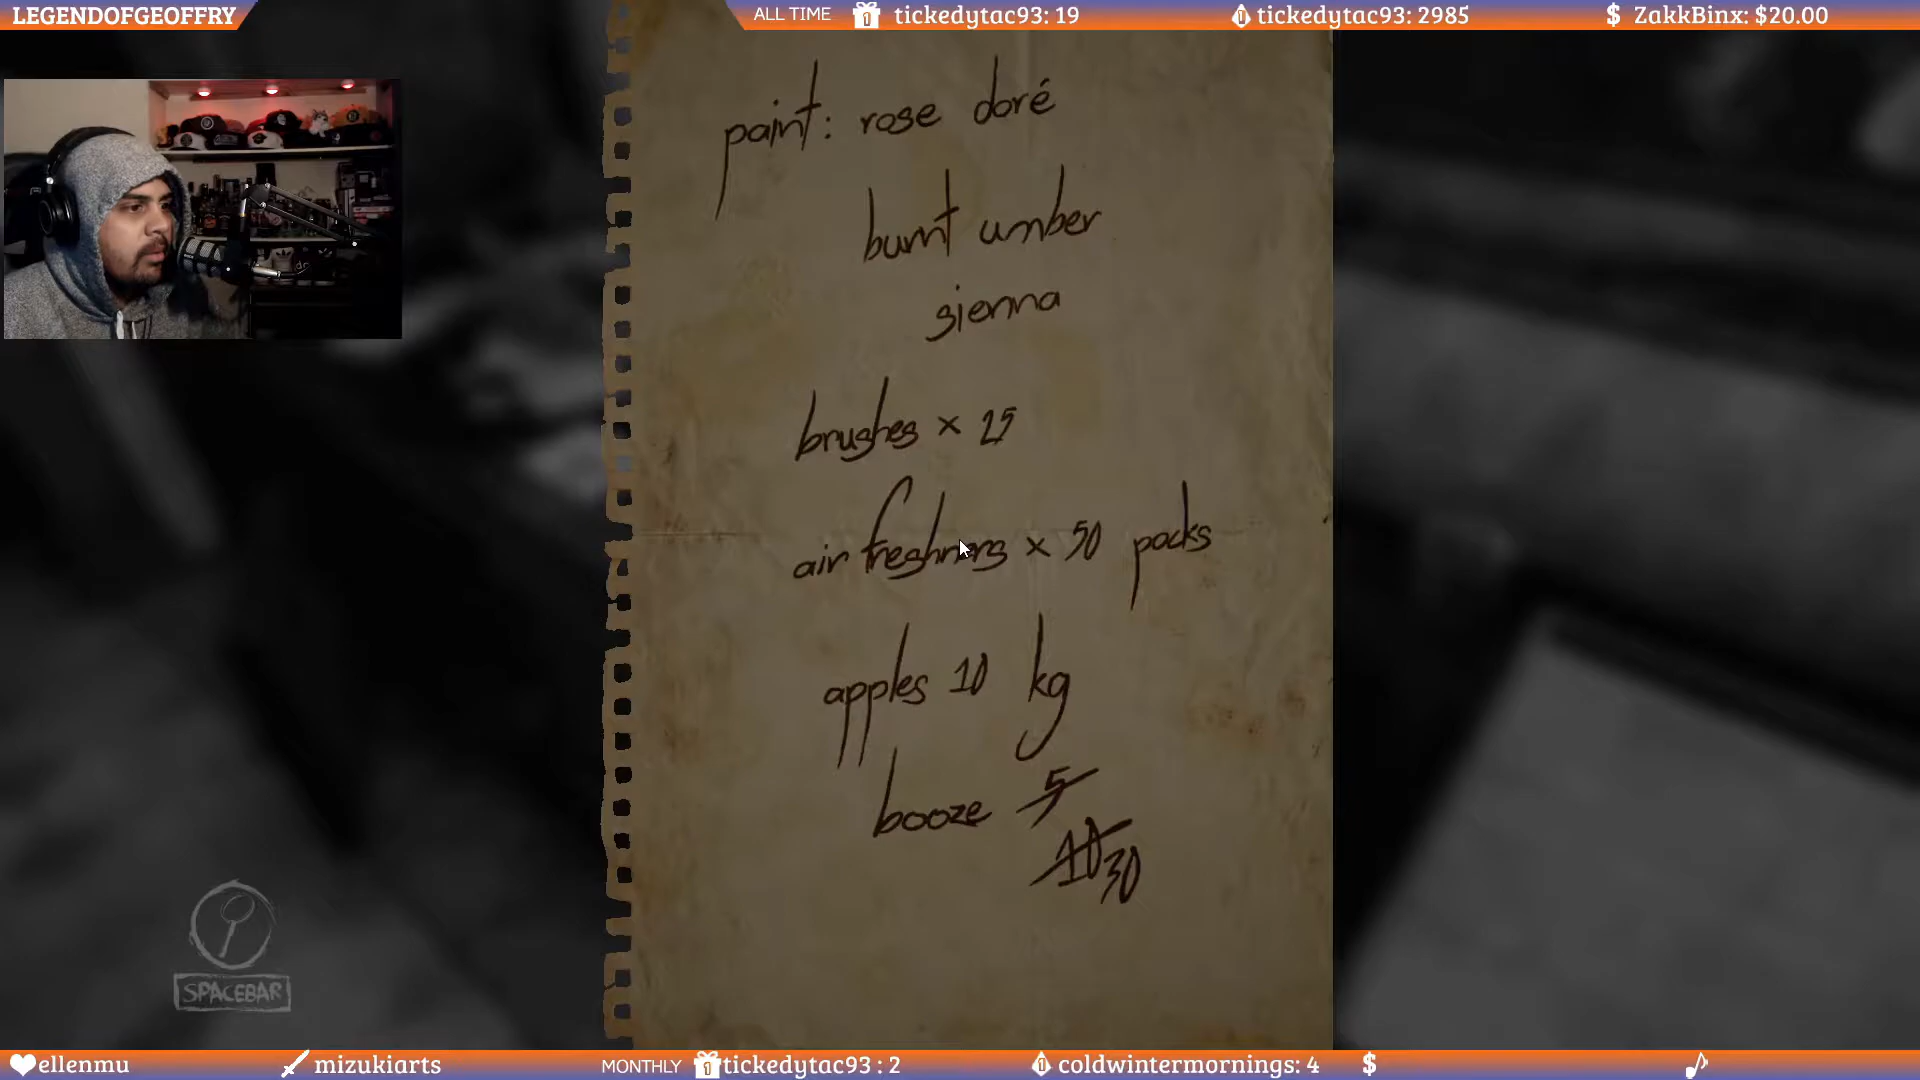 LEGENDOFGEOFFRY
ALL TIME tickedytac93: 19 tickedytac93: 2985 $ ZakkBinx: $20.00
paint: rose doré
burnt umber
sienna
brushes × 25
air freshners × 50 packs
apples 10 kg
booze 5
10 30
SPACEBAR
ellenmu mizukiarts MONTHLY tickedytac93 : 2 coldwintermornings: 4 $